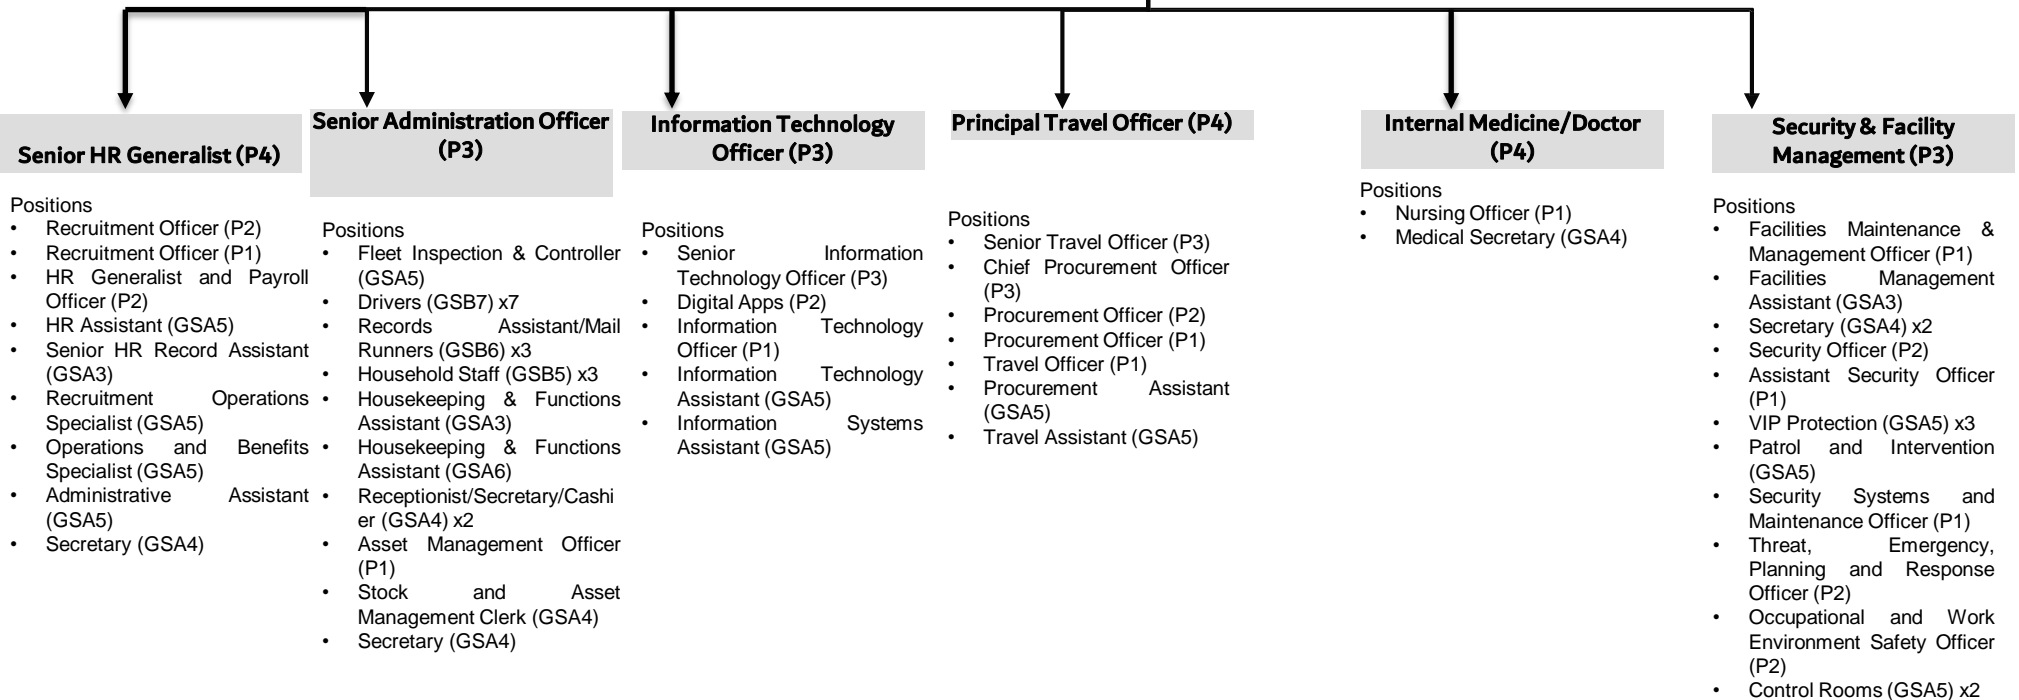 Senior HR Generalist (P4)
Positions
• Recruitment Officer (P2)
• Recruitment Officer (P1)
• HR Generalist and Payroll
Officer (P2)
• HR Assistant (GSA5)
• Senior HR Record Assistant
(GSA3)
• Recruitment Operations
Specialist (GSA5)
• Operations and Benefits
Specialist (GSA5)
• Administrative Assistant
(GSA5)
• Secretary (GSA4)
Senior Administration Officer
(P3)
Positions
• Fleet Inspection & Controller
(GSA5)
• Drivers (GSB7) x7
• Records Assistant/Mail
Runners (GSB6) x3
• Household Staff (GSB5) x3
• Housekeeping & Functions
Assistant (GSA3)
• Housekeeping & Functions
Assistant (GSA6)
• Receptionist/Secretary/Cashi
er (GSA4) x2
• Asset Management Officer
(P1)
• Stock and Asset
Management Clerk (GSA4)
• Secretary (GSA4)
Information Technology
Officer (P3)
Positions
• Senior Information
Technology Officer (P3)
• Digital Apps (P2)
• Information Technology
Officer (P1)
• Information Technology
Assistant (GSA5)
• Information Systems
Assistant (GSA5)
Principal Travel Officer (P4)
Positions
• Senior Travel Officer (P3)
• Chief Procurement Officer
(P3)
• Procurement Officer (P2)
• Procurement Officer (P1)
• Travel Officer (P1)
• Procurement Assistant
(GSA5)
• Travel Assistant (GSA5)
Internal Medicine/Doctor
(P4)
Positions
• Nursing Officer (P1)
• Medical Secretary (GSA4)
Security & Facility
Management (P3)
Positions
• Facilities Maintenance &
Management Officer (P1)
• Facilities Management
Assistant (GSA3)
• Secretary (GSA4) x2
• Security Officer (P2)
• Assistant Security Officer
(P1)
• VIP Protection (GSA5) x3
• Patrol and Intervention
(GSA5)
• Security Systems and
Maintenance Officer (P1)
• Threat, Emergency,
Planning and Response
Officer (P2)
• Occupational and Work
Environment Safety Officer
(P2)
• Control Rooms (GSA5) x2